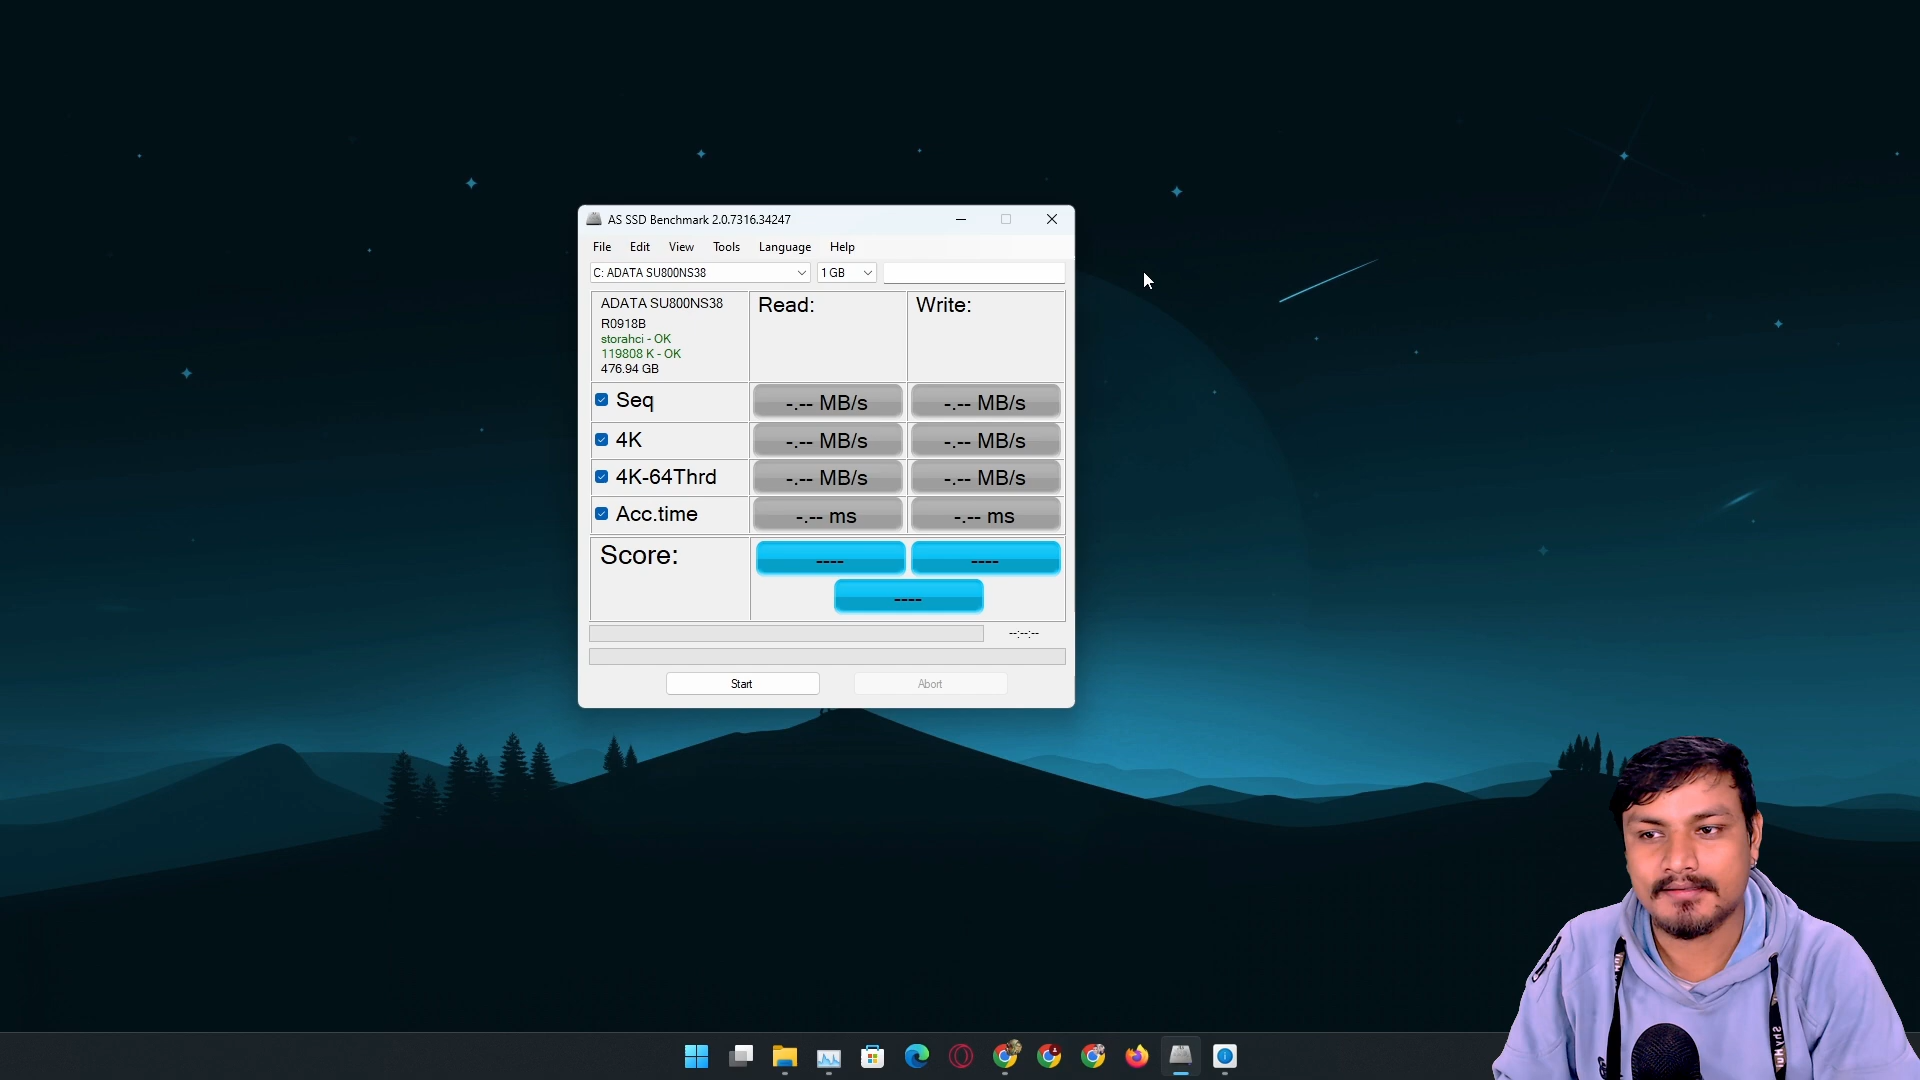 AS SSD Benchmark 2.0.7316.34247
File Edit View Tools Language Help
C: ADATA SU800NS38 1 GB
ADATA SU800NS38
R0918B
storahci - OK
119808 K - OK
476.94 GB
Read: Write:
Seq -.-- MB/s -.-- MB/s
4K -.-- MB/s -.-- MB/s
4K-64Thrd -.-- MB/s -.-- MB/s
Acc.time -.-- ms -.-- ms
Score: ---- ----
----
--:--:--
Start Abort